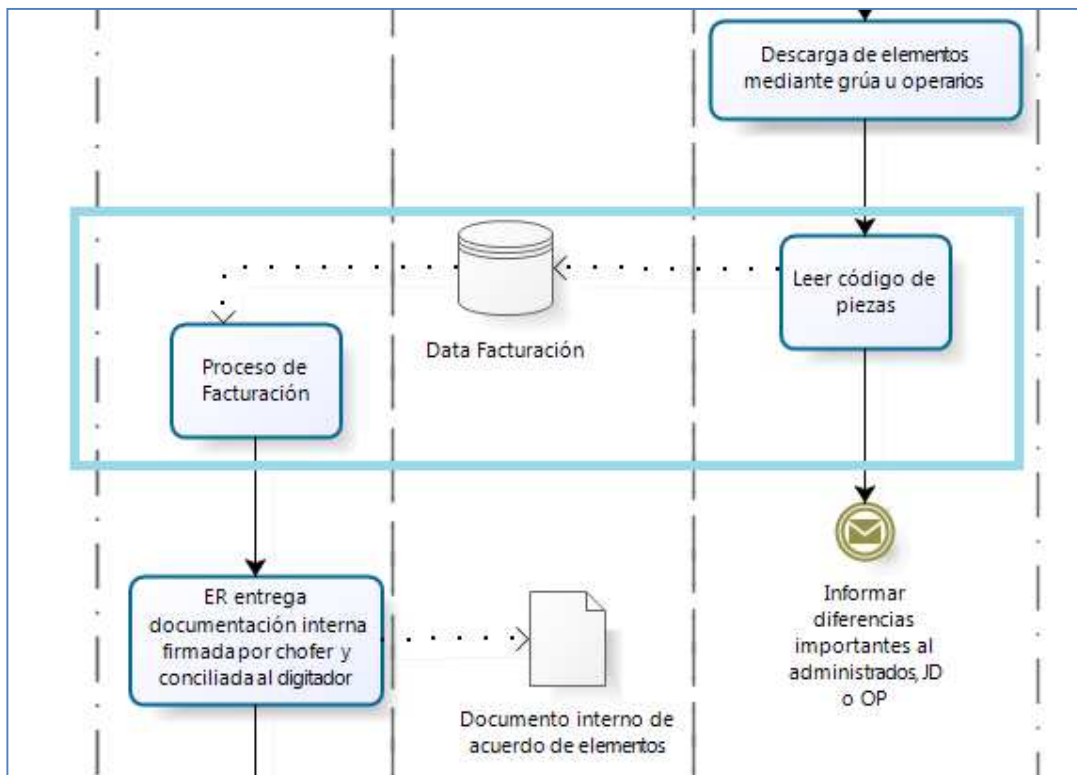 Descarga de elementos
mediante grúa u operarios
Leer código de
piezas
Data Facturación
Proceso de
Facturación
ER entrega
documentación interna
firmada por chofer y
conciliada al digitador
Documento interno de
acuerdo de elementos
Informar
diferencias
importantes al
administrados, JD
o OP